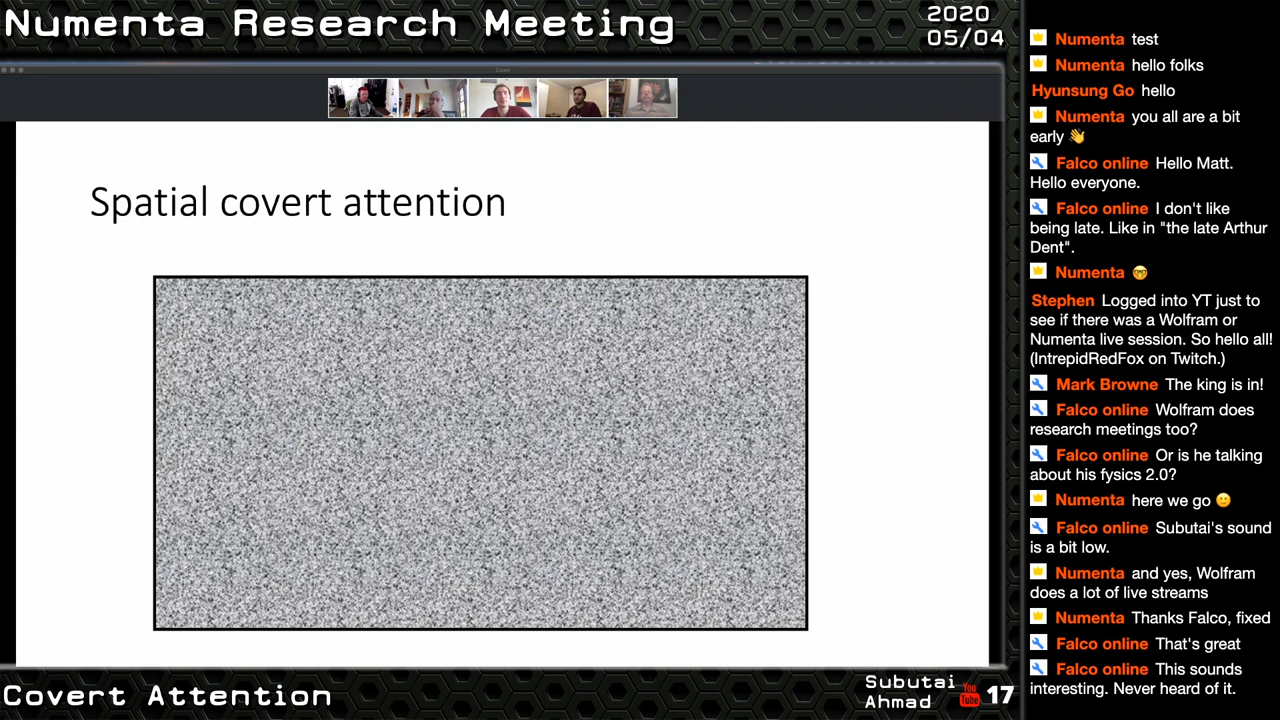 Numenta Research Meeting
2020
05/04
Spatial covert attention
Covert Attention
Subutai
Ahmad
You
Tube
17
Numenta test
Numenta hello folks
Hyunsung Go hello
Numenta you all are a bit
early 👋
Falco online Hello Matt.
Hello everyone.
Falco online I don't like
being late. Like in "the late Arthur
Dent".
Numenta 🤓
Stephen Logged into YT just to
see if there was a Wolfram or
Numenta live session. So hello all!
(IntrepidRedFox on Twitch.)
Mark Browne The king is in!
Falco online Wolfram does
research meetings too?
Falco online Or is he talking
about his fysics 2.0?
Numenta here we go 🙂
Falco online Subutai's sound
is a bit low.
Numenta and yes, Wolfram
does a lot of live streams
Numenta Thanks Falco, fixed
Falco online That's great
Falco online This sounds
interesting. Never heard of it.